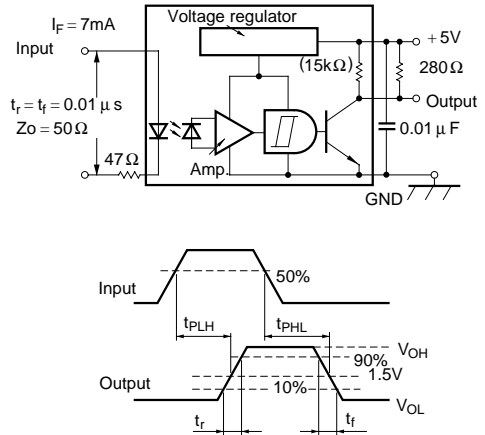 Voltage regulator
I_F = 7mA
Input
+5V
(15kΩ)
280Ω
t_r = t_f = 0.01 μ s
Zo = 50Ω
Output
0.01 μ F
47Ω
Amp.
GND
50%
Input
t_PLH
t_PHL
V_OH
90%
1.5V
Output
10%
V_OL
t_r
t_f